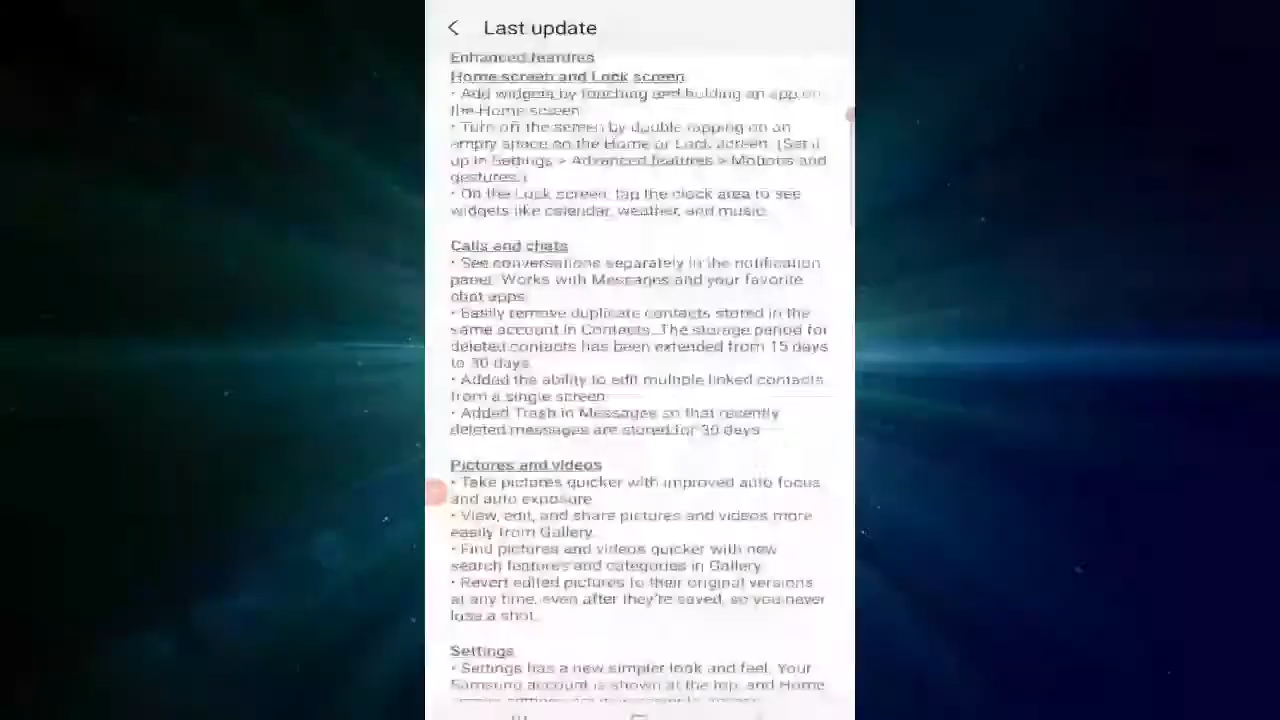 Last update
Enhanced features
Home screen and Lock screen
• Add widgets by touching and holding an app on
the Home screen
• Turn off the screen by double tapping on an
empty space on the Home or Lock screen. (Set it
up in Settings > Advanced features > Motions and
gestures.)
• On the Lock screen, tap the clock area to see
widgets like calendar, weather, and music.
Calls and chats
• See conversations separately in the notification
panel. Works with Messages and your favorite
chat apps.
• Easily remove duplicate contacts stored in the
same account in Contacts. The storage period for
deleted contacts has been extended from 15 days
to 30 days.
• Added the ability to edit multiple linked contacts
from a single screen
• Added Trash in Messages so that recently
deleted messages are stored for 30 days
Pictures and videos
• Take pictures quicker with improved auto focus
and auto exposure
• View, edit, and share pictures and videos more
easily from Gallery.
• Find pictures and videos quicker with new
search features and categories in Gallery
• Revert edited pictures to their original versions
at any time, even after they're saved, so you never
lose a shot.
Settings
• Settings has a new simpler look and feel. Your
Samsung account is shown at the top, and Home